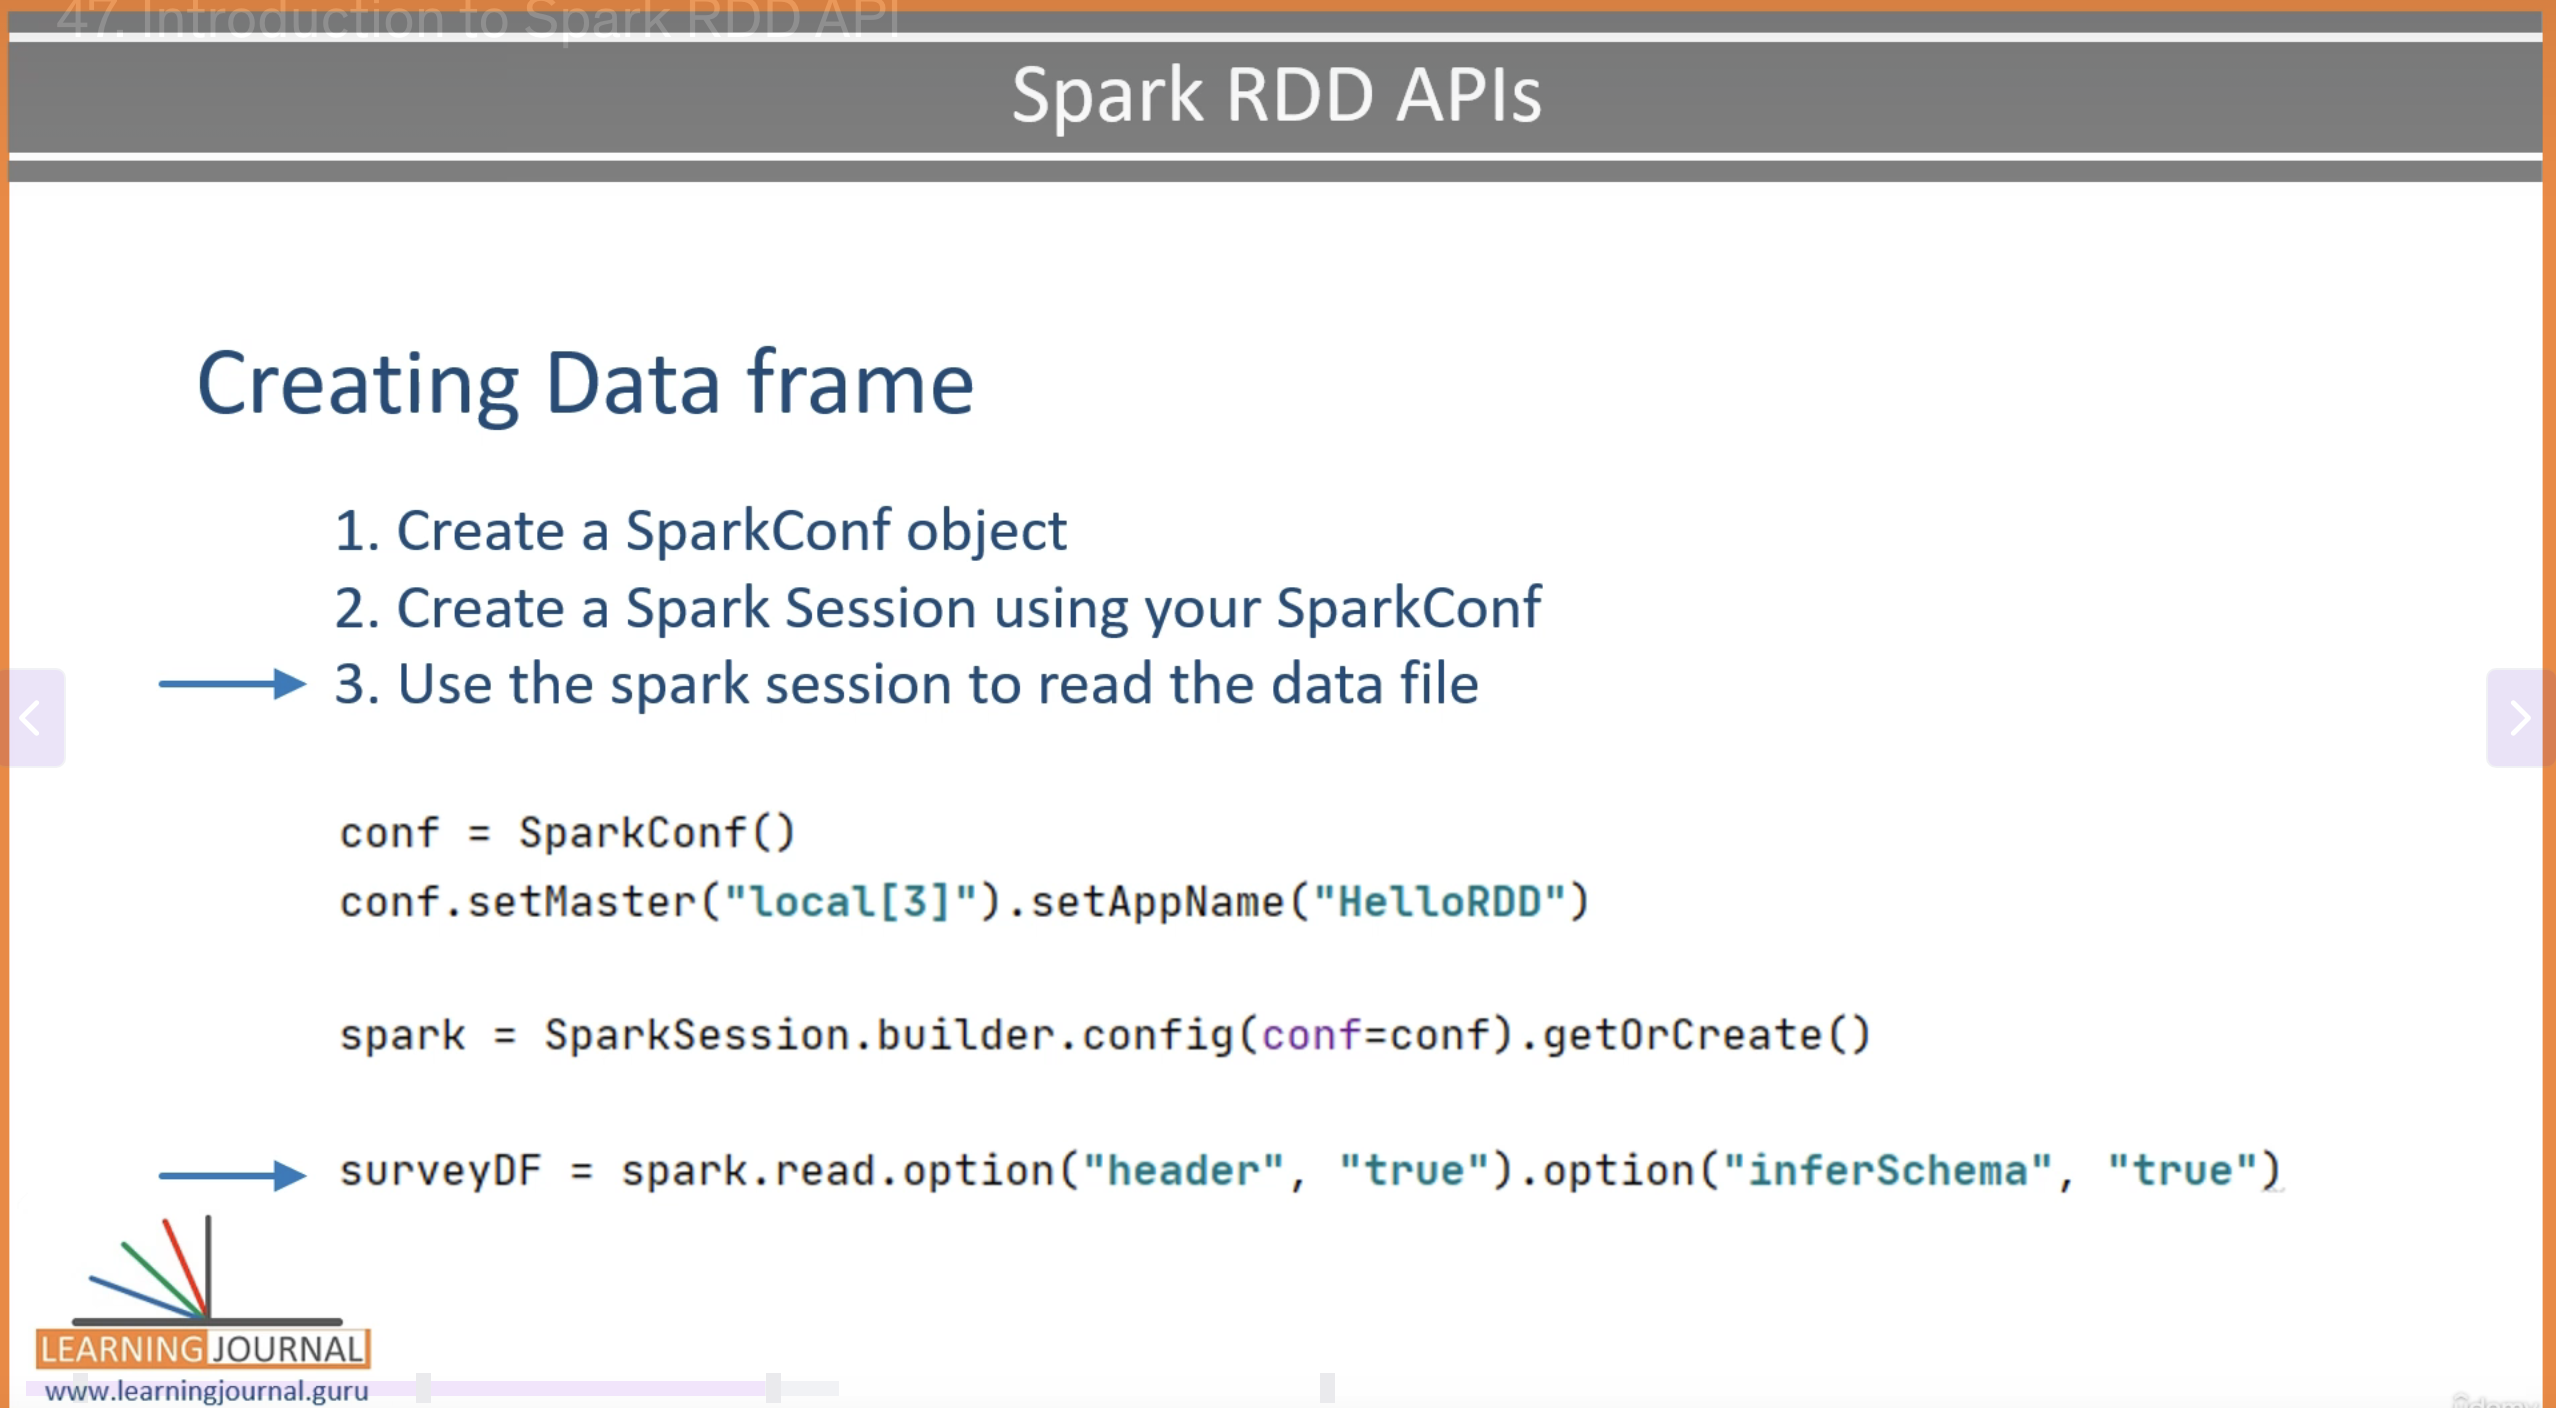 47. Introduction to Spark RDD API
Spark RDD APIs
Creating Data frame
1. Create a SparkConf object
2. Create a Spark Session using your SparkConf
3. Use the spark session to read the data file
conf = SparkConf()
conf.setMaster("local[3]").setAppName("HelloRDD")
spark = SparkSession.builder.config(conf=conf).getOrCreate()
surveyDF = spark.read.option("header", "true").option("inferSchema", "true")
LEARNING JOURNAL
www.learningjournal.guru